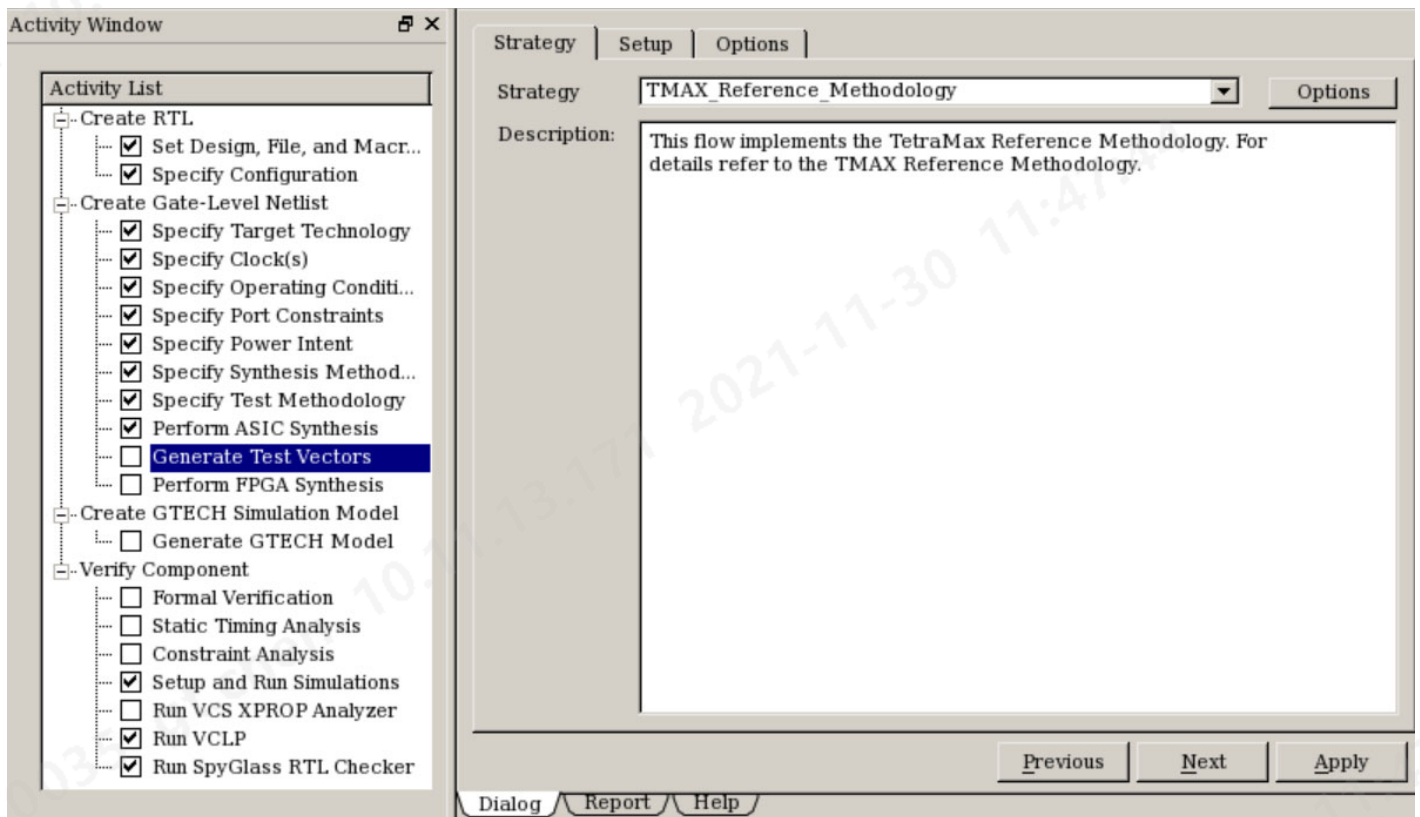 Activity Window
Activity List
Create RTL
Set Design, File, and Macr...
Specify Configuration
Create Gate-Level Netlist
Specify Target Technology
Specify Clock(s)
Specify Operating Conditi...
Specify Port Constraints
Specify Power Intent
Specify Synthesis Method...
Specify Test Methodology
Perform ASIC Synthesis
Generate Test Vectors
Perform FPGA Synthesis
Create GTECH Simulation Model
Generate GTECH Model
Verify Component
Formal Verification
Static Timing Analysis
Constraint Analysis
Setup and Run Simulations
Run VCS XPROP Analyzer
Run VCLP
Run SpyGlass RTL Checker
Strategy Setup Options
Strategy TMAX_Reference_Methodology Options
Description: This flow implements the TetraMax Reference Methodology. For
details refer to the TMAX Reference Methodology.
Previous Next Apply
Dialog Report Help
2021-11-30